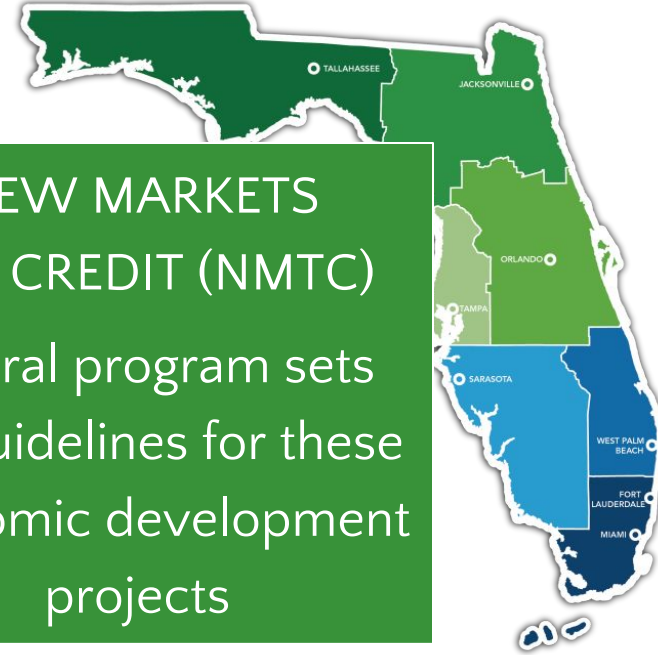 TALLAHASSEE
JACKSONVILLE
EW MARKETS
CREDIT (NMTC)
ral program sets
uidelines for these
omic development
projects
ORLANDO
TAMPA
SARASOTA
WEST PALM
BEACH
FORT
LAUDERDALE
MIAMI